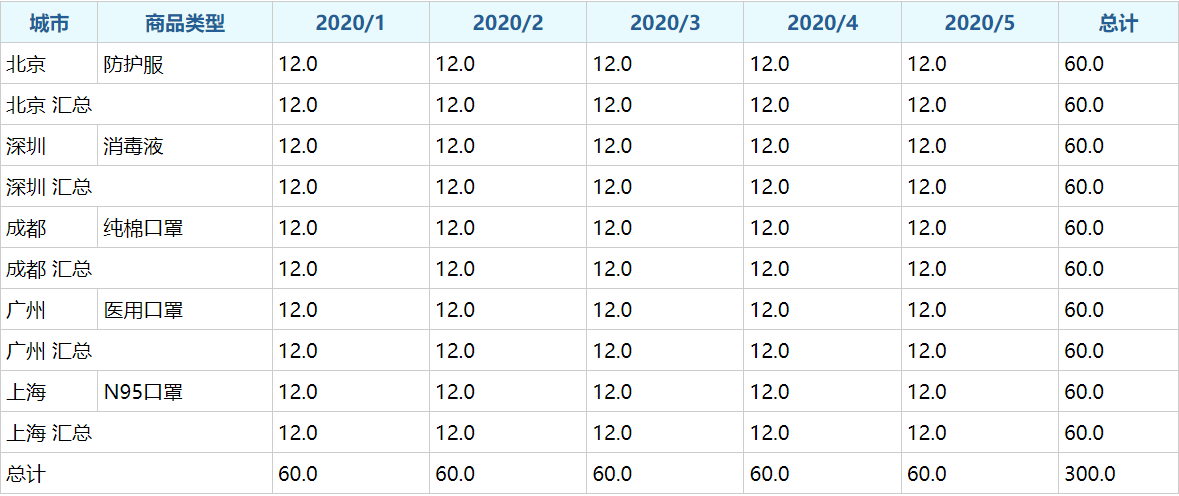 城市 商品类型 2020/1 2020/2 2020/3 2020/4 2020/5 总计
北京 防护服 12.0 12.0 12.0 12.0 12.0 60.0
北京 汇总 12.0 12.0 12.0 12.0 12.0 60.0
深圳 消毒液 12.0 12.0 12.0 12.0 12.0 60.0
深圳 汇总 12.0 12.0 12.0 12.0 12.0 60.0
成都 纯棉口罩 12.0 12.0 12.0 12.0 12.0 60.0
成都 汇总 12.0 12.0 12.0 12.0 12.0 60.0
广州 医用口罩 12.0 12.0 12.0 12.0 12.0 60.0
广州 汇总 12.0 12.0 12.0 12.0 12.0 60.0
上海 N95口罩 12.0 12.0 12.0 12.0 12.0 60.0
上海 汇总 12.0 12.0 12.0 12.0 12.0 60.0
总计 60.0 60.0 60.0 60.0 60.0 300.0